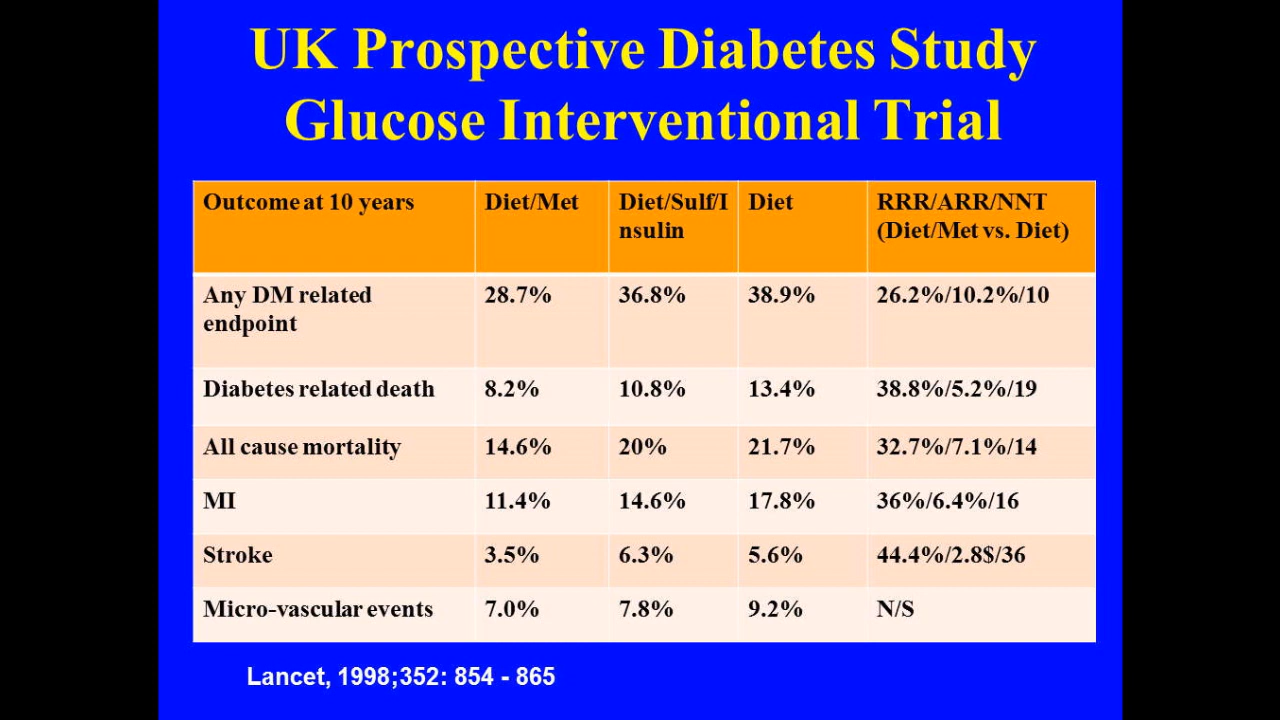 UK Prospective Diabetes Study
Glucose Interventional Trial
Outcome at 10 years Diet/Met Diet/Sulf/I Diet RRR/ARR/NNT
nsulin (Diet/Met vs. Diet)
Any DM related 28.7% 36.8% 38.9% 26.2%/10.2%/10
endpoint
Diabetes related death 8.2% 10.8% 13.4% 38.8%/5.2%/19
All cause mortality 14.6% 20% 21.7% 32.7%/7.1%/14
MI 11.4% 14.6% 17.8% 36%/6.4%/16
Stroke 3.5% 6.3% 5.6% 44.4%/2.8$/36
Micro-vascular events 7.0% 7.8% 9.2% N/S
Lancet, 1998;352: 854 - 865